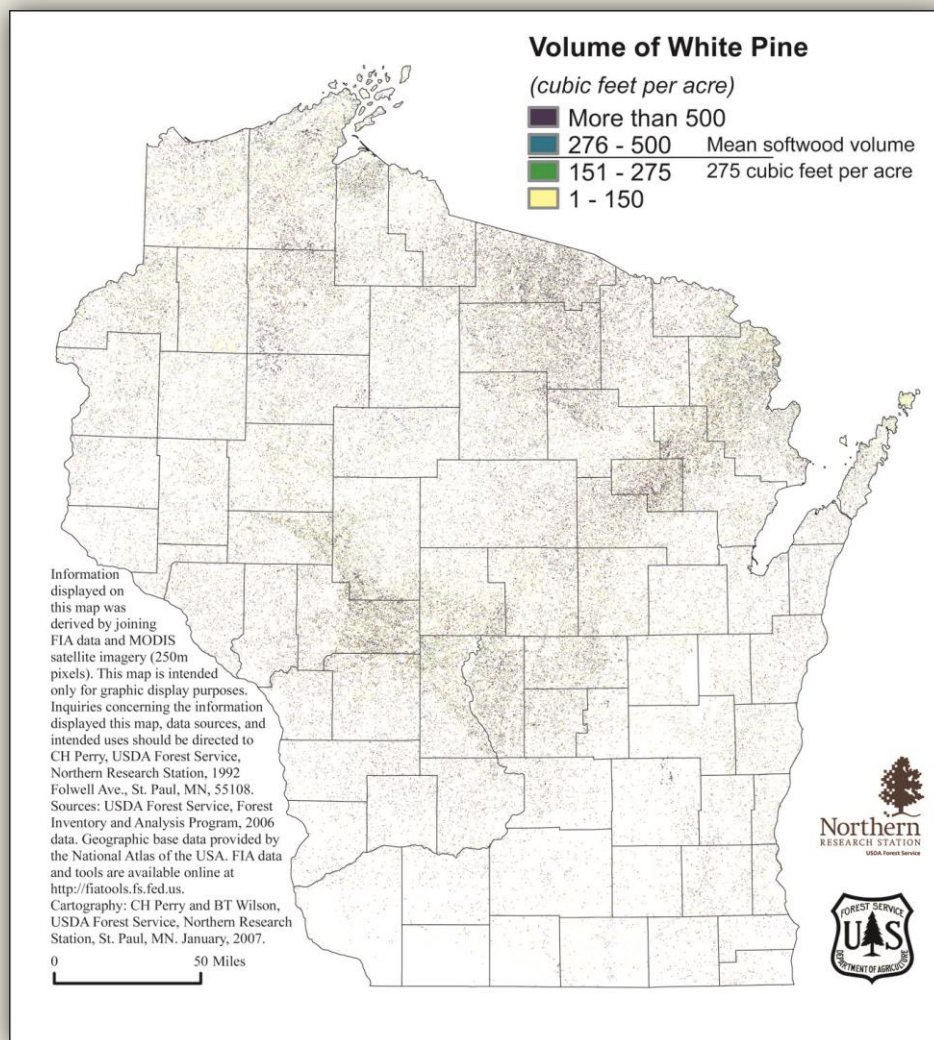 Volume of White Pine
(cubic feet per acre)
More than 500
276 - 500 Mean softwood volume
151 - 275 275 cubic feet per acre
1 - 150
Information
displayed on
this map was
derived by joining
FIA data and MODIS
satellite imagery (250m
pixels). This map is intended
only for graphic display purposes.
Inquiries concerning the information
displayed this map, data sources, and
intended uses should be directed to
CH Perry, USDA Forest Service,
Northern Research Station, 1992
Folwell Ave., St. Paul, MN, 55108.
Sources: USDA Forest Service, Forest
Inventory and Analysis Program, 2006
data. Geographic base data provided by
the National Atlas of the USA. FIA data
and tools are available online at
http://fiatools.fs.fed.us.
Cartography: CH Perry and BT Wilson,
USDA Forest Service, Northern Research
Station, St. Paul, MN. January, 2007.
0 50 Miles
Northern
RESEARCH STATION
USDA Forest Service
FOREST SERVICE
U S
DEPARTMENT OF AGRICULTURE